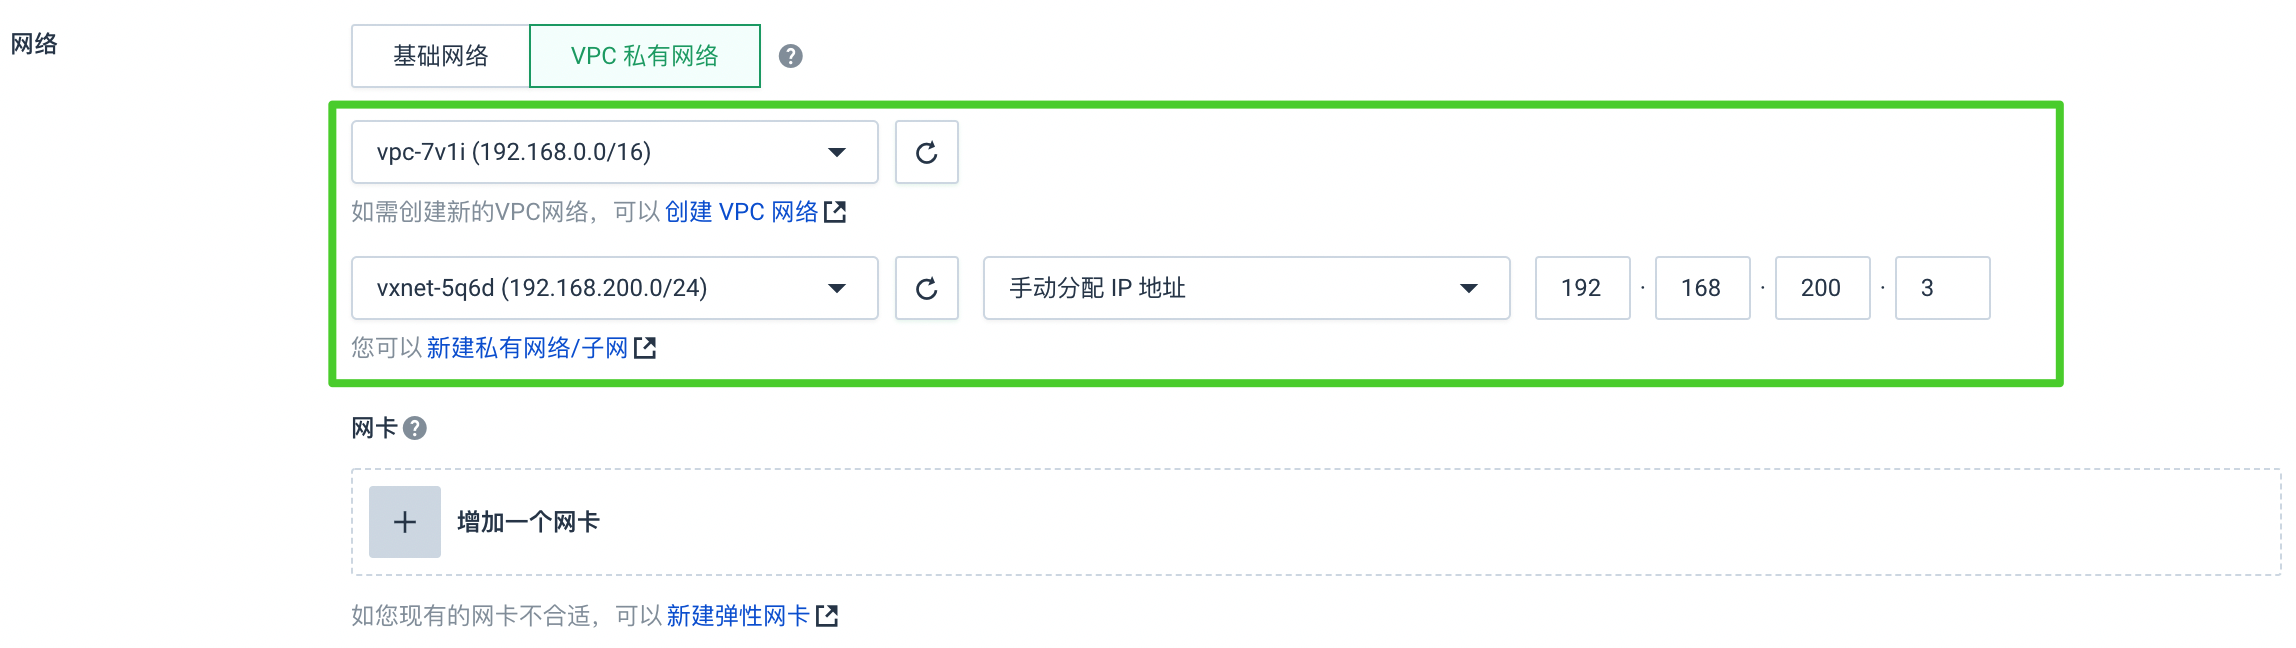 网络
基础网络 VPC 私有网络 ?
vpc-7v1i (192.168.0.0/16)
如需创建新的VPC网络，可以 创建 VPC 网络
vxnet-5q6d (192.168.200.0/24) 手动分配 IP 地址 192 · 168 · 200 · 3
您可以 新建私有网络/子网
网卡 ?
+ 增加一个网卡
如您现有的网卡不合适，可以 新建弹性网卡